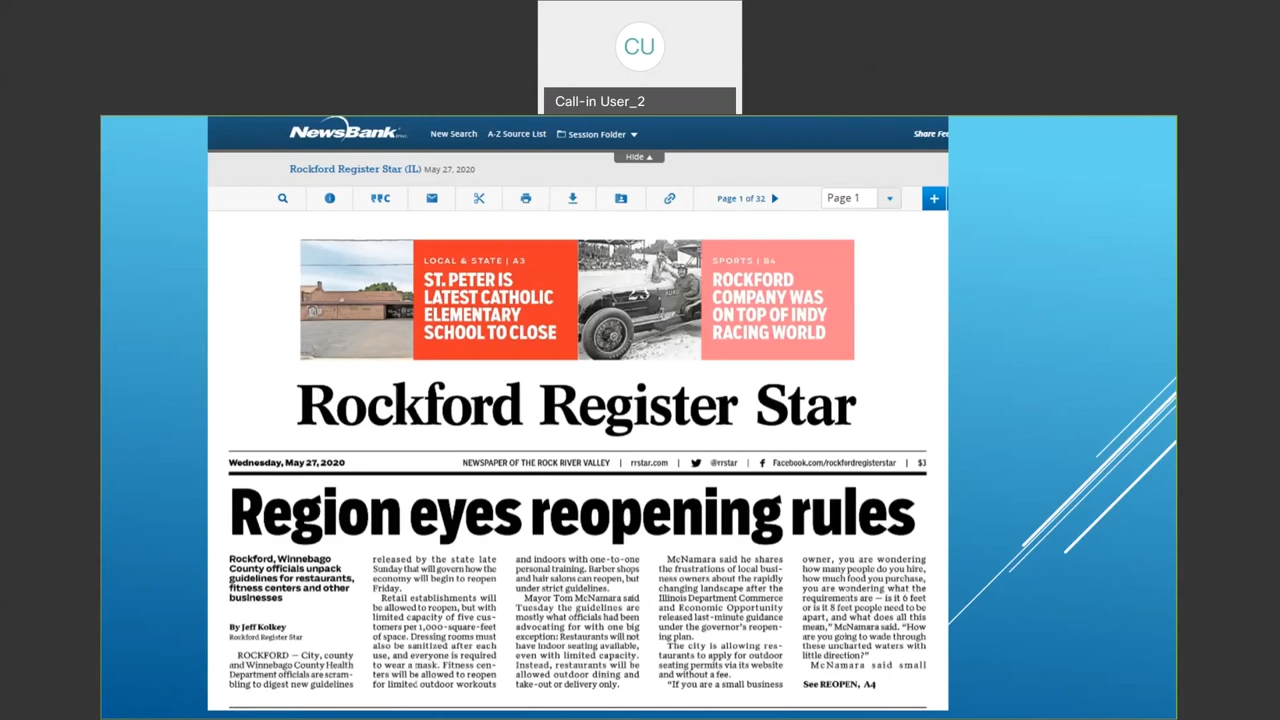 CU
Call-in User_2
NewsBank inc.
New Search
A-Z Source List
Session Folder
Share
Hide
Rockford Register Star (IL) May 27, 2020
Page 1 of 32
Page 1
LOCAL & STATE | A3
ST. PETER IS
LATEST CATHOLIC
ELEMENTARY
SCHOOL TO CLOSE
SPORTS | B4
ROCKFORD
COMPANY WAS
ON TOP OF INDY
RACING WORLD
Rockford Register Star
Wednesday, May 27, 2020
NEWSPAPER OF THE ROCK RIVER VALLEY | rrstar.com | @rrstar | Facebook.com/rockfordregisterstar | $3
Region eyes reopening rules
Rockford, Winnebago
County officials unpack
guidelines for restaurants,
fitness centers and other
businesses
By Jeff Kolkey
Rockford Register Star
ROCKFORD — City, county
and Winnebago County Health
Department officials are scram-
bling to digest new guidelines
released by the state late
Sunday that will govern how the
economy will begin to reopen
Friday.
Retail establishments will
be allowed to reopen, but with
limited capacity of five cus-
tomers per 1,000-square-feet
of space. Dressing rooms must
also be sanitized after each
use, and everyone is required
to wear a mask. Fitness cen-
ters will be allowed to reopen
for limited outdoor workouts
and indoors with one-to-one
personal training. Barber shops
and hair salons can reopen, but
under strict guidelines.
Mayor Tom McNamara said
Tuesday the guidelines are
mostly what officials had been
advocating for with one big
exception: Restaurants will not
have indoor seating available,
even with limited capacity.
Instead, restaurants will be
allowed outdoor dining and
take-out or delivery only.
McNamara said he shares
the frustrations of local busi-
ness owners about the rapidly
changing landscape after the
Illinois Department Commerce
and Economic Opportunity
released last-minute guidance
under the governor's reopen-
ing plan.
The city is allowing res-
taurants to apply for outdoor
seating permits via its website
and without a fee.
"If you are a small business
owner, you are wondering
how many people do you hire,
how much food you purchase,
you are wondering what the
requirements are — is it 6 feet
or is it 8 feet people need to be
apart, and what does all this
mean," McNamara said. "How
are you going to wade through
these uncharted waters with
little direction?"
McNamara said small
See REOPEN, A4